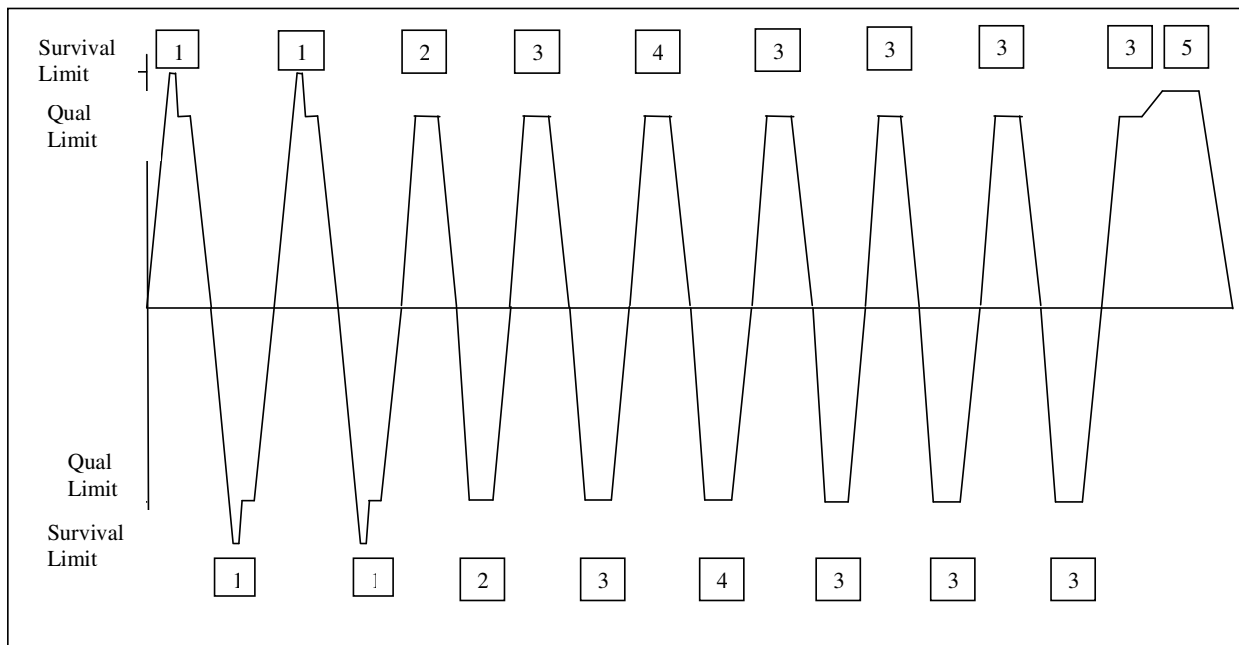 Survival
Limit
1 1 2 3 4 3 3 3 3 5
Qual
Limit
Qual
Limit
Survival
Limit
1 1 2 3 4 3 3 3